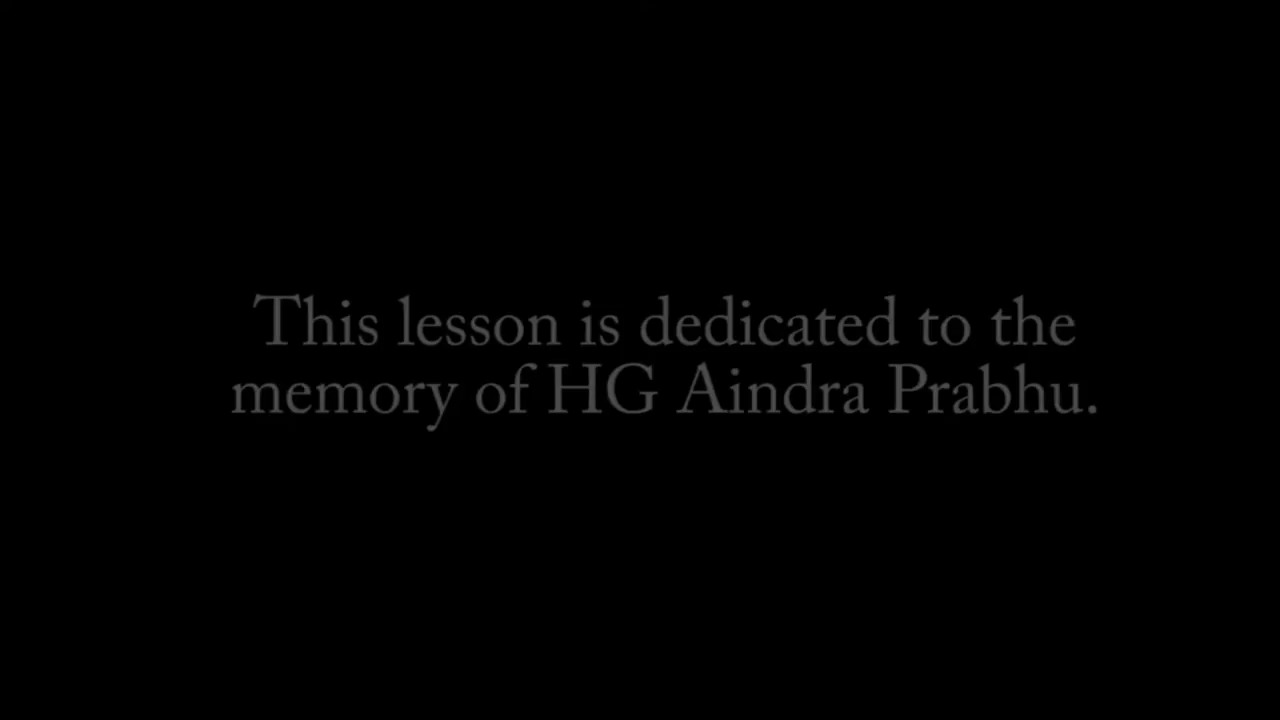 This lesson is dedicated to the
memory of HG Aindra Prabhu.